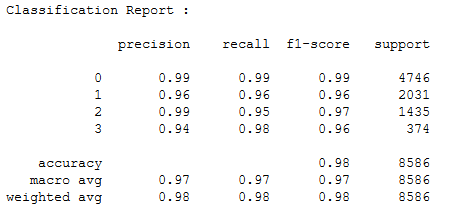 Classification Report :
precision recall f1-score support
0 0.99 0.99 0.99 4746
1 0.96 0.96 0.96 2031
2 0.99 0.95 0.97 1435
3 0.94 0.98 0.96 374
accuracy 0.98 8586
macro avg 0.97 0.97 0.97 8586
weighted avg 0.98 0.98 0.98 8586